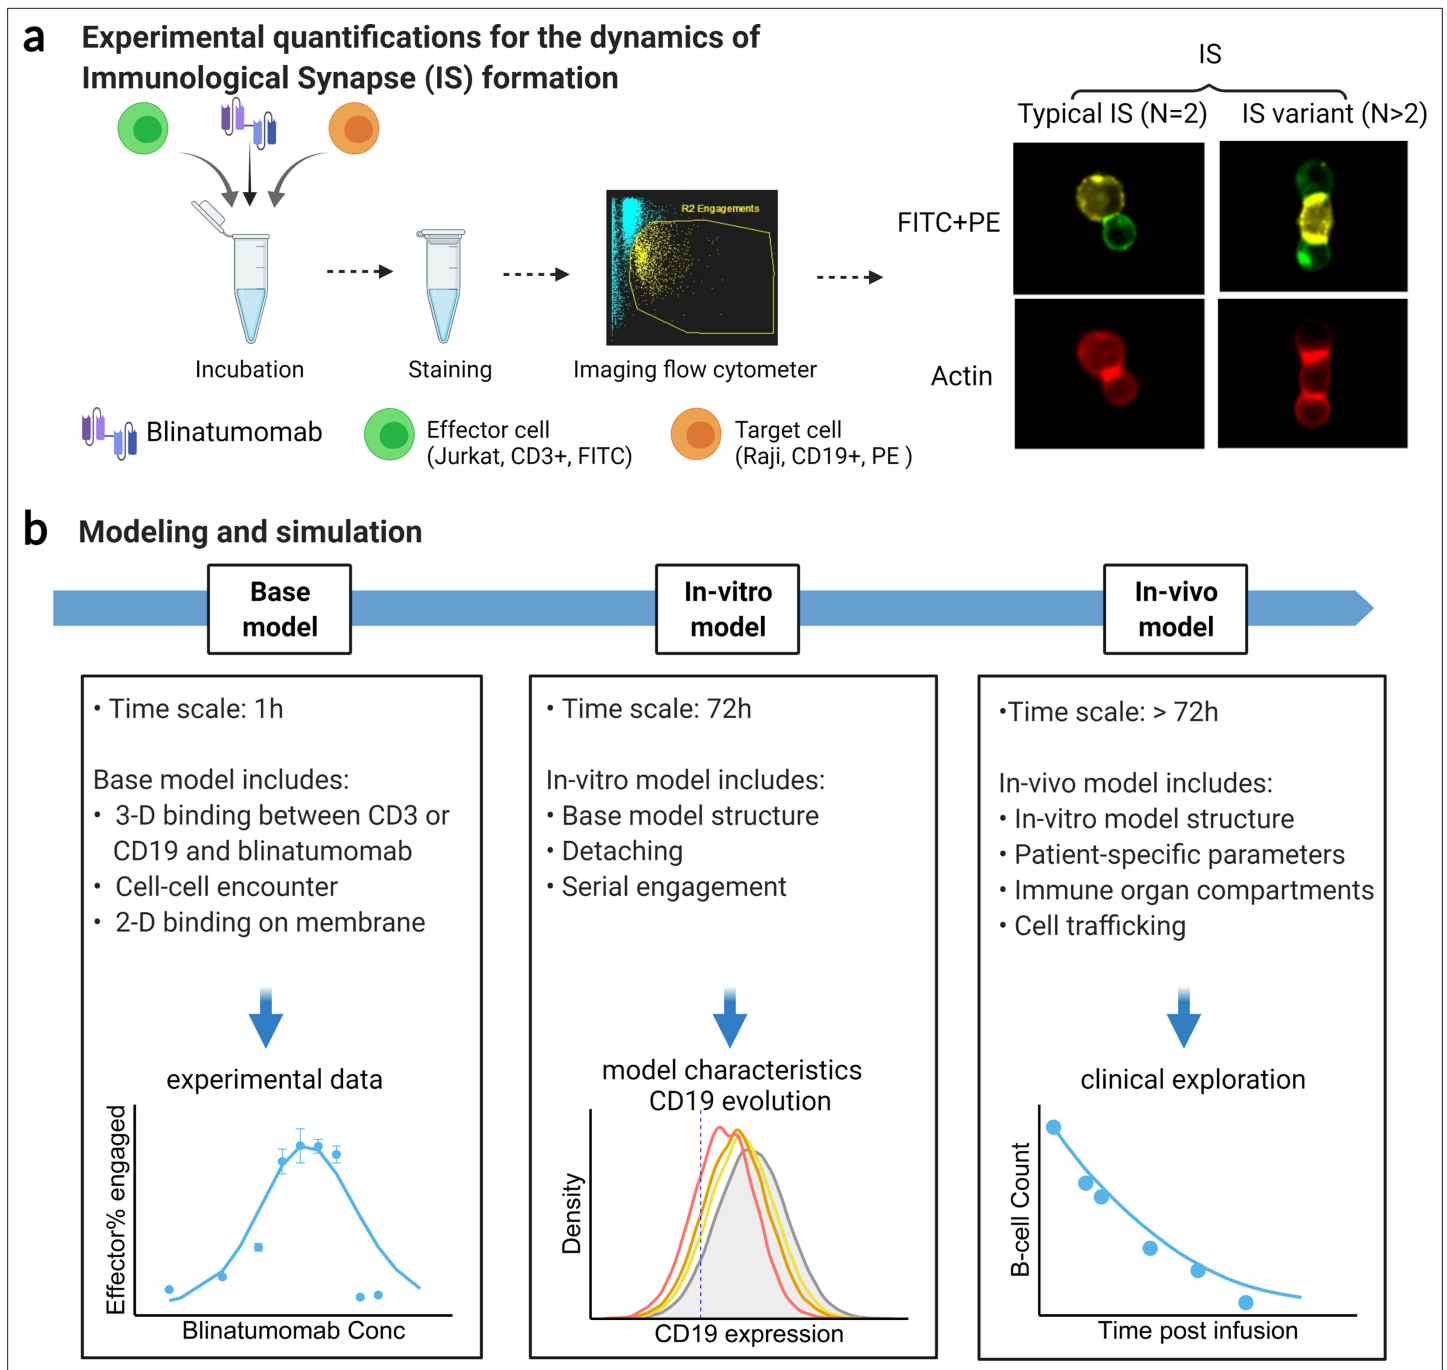 a
Experimental quantifications for the dynamics of
Immunological Synapse (IS) formation
IS
Typical IS (N=2)
IS variant (N>2)
R2 Engagements
FITC+PE
Actin
Incubation
Staining
Imaging flow cytometer
Blinatumomab
Effector cell
(Jurkat, CD3+, FITC)
Target cell
(Raji, CD19+, PE )
b
Modeling and simulation
Base
model
In-vitro
model
In-vivo
model
• Time scale: 1h
Base model includes:
• 3-D binding between CD3 or
CD19 and blinatumomab
• Cell-cell encounter
• 2-D binding on membrane
experimental data
Effector% engaged
Blinatumomab Conc
• Time scale: 72h
In-vitro model includes:
• Base model structure
• Detaching
• Serial engagement
model characteristics
CD19 evolution
Density
CD19 expression
•Time scale: > 72h
In-vivo model includes:
• In-vitro model structure
• Patient-specific parameters
• Immune organ compartments
• Cell trafficking
clinical exploration
B-cell Count
Time post infusion